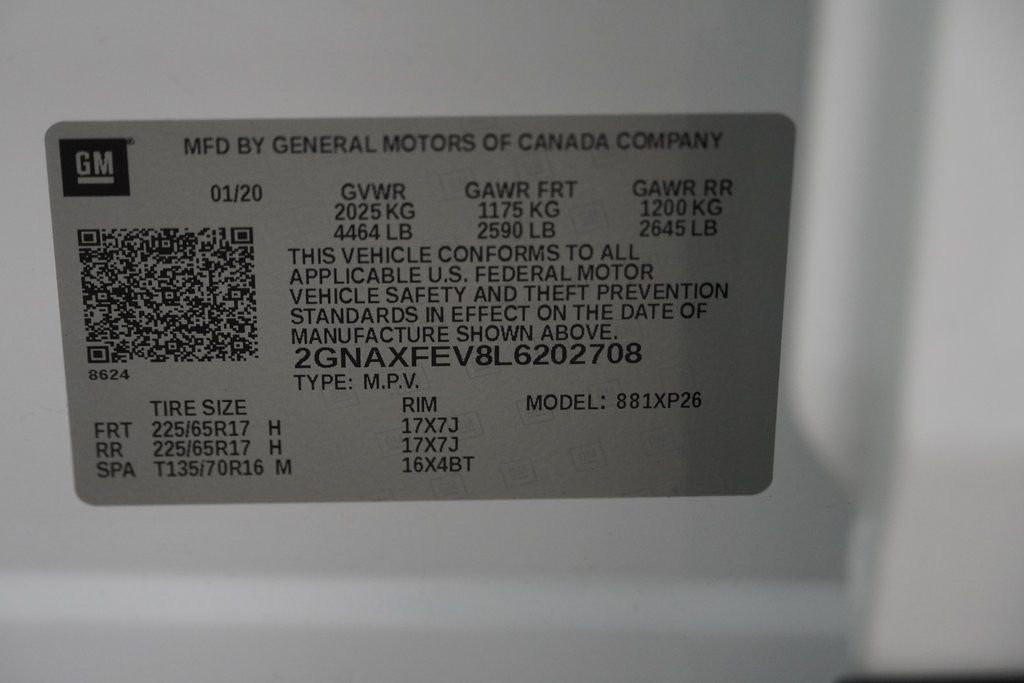 GM
MFD BY GENERAL MOTORS OF CANADA COMPANY
01/20 GVWR GAWR FRT GAWR RR
2025 KG 1175 KG 1200 KG
4464 LB 2590 LB 2645 LB
THIS VEHICLE CONFORMS TO ALL
APPLICABLE U.S. FEDERAL MOTOR
VEHICLE SAFETY AND THEFT PREVENTION
STANDARDS IN EFFECT ON THE DATE OF
MANUFACTURE SHOWN ABOVE.
2GNAXFEV8L6202708
8624
TYPE: M.P.V.
TIRE SIZE RIM MODEL: 881XP26
FRT 225/65R17 H 17X7J
RR 225/65R17 H 17X7J
SPA T135/70R16 M 16X4BT